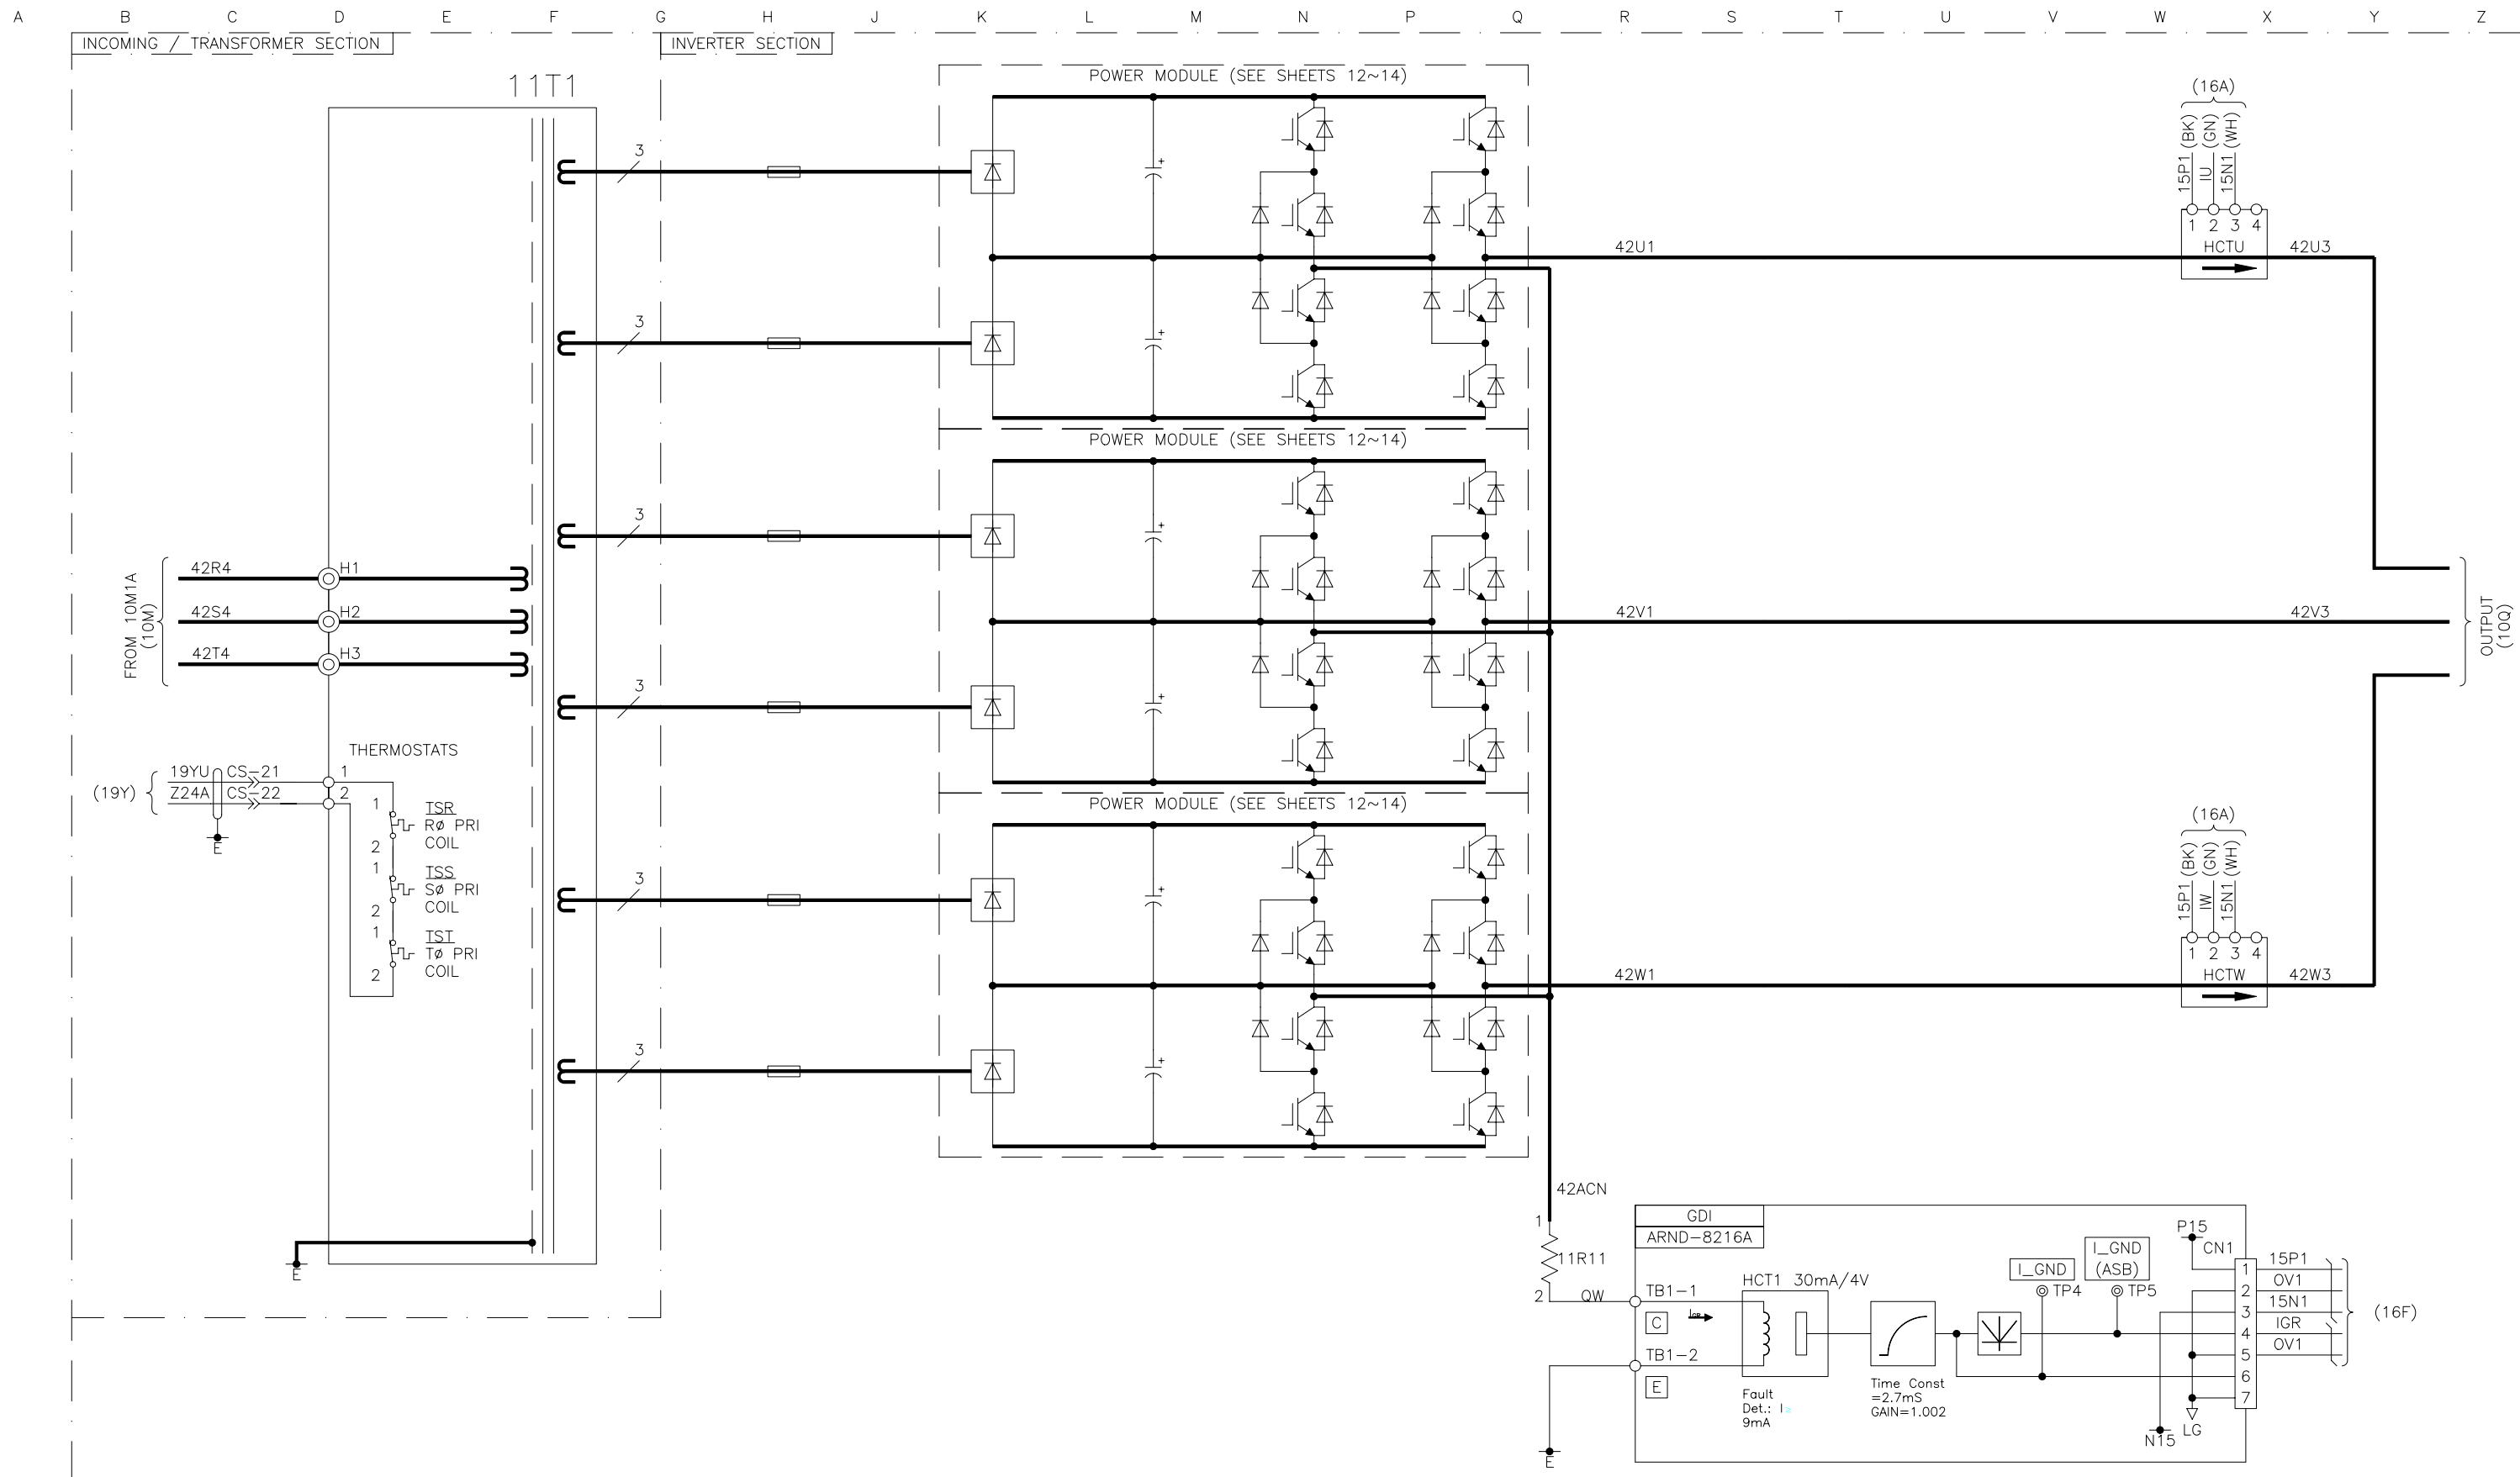 A B C D E F G H J K L M N P Q R S T U V W X Y Z
INCOMING / TRANSFORMER SECTION
INVERTER SECTION
11T1
POWER MODULE (SEE SHEETS 12~14)
3
3
42U1
(16A)
15P1 (BK)
IU (GN)
15N1 (WH)
1 2 3 4
HCTU
42U3
POWER MODULE (SEE SHEETS 12~14)
3
3
FROM 10M1A
(10M)
42R4
H1
42S4
H2
42T4
H3
42V1
42V3
OUTPUT
(10Q)
THERMOSTATS
(19Y)
19YU
CS-21
1
Z24A
CS-22
2
E
1
TSR
RØ PRI
COIL
2
1
TSS
SØ PRI
COIL
2
1
TST
TØ PRI
COIL
2
POWER MODULE (SEE SHEETS 12~14)
3
3
42W1
(16A)
15P1 (BK)
IW (GN)
15N1 (WH)
1 2 3 4
HCTW
42W3
E
42ACN
1
11R11
2
QW
GDI
ARND-8216A
TB1-1
C
IGR
TB1-2
E
E
HCT1 30mA/4V
Fault
Det.: I≥
9mA
Time Const
=2.7mS
GAIN=1.002
I_GND
TP4
I_GND
(ASB)
TP5
P15
CN1
1
15P1
2
0V1
3
15N1
4
IGR
5
0V1
6
7
N15
LG
(16F)